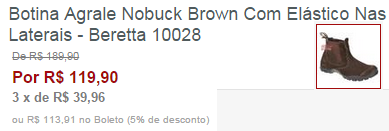 Botina Agrale Nobuck Brown Com Elástico Nas
Laterais - Beretta 10028
De R$ 189,90
Por R$ 119,90
3 x de R$ 39,96
ou R$ 113,91 no Boleto (5% de desconto)